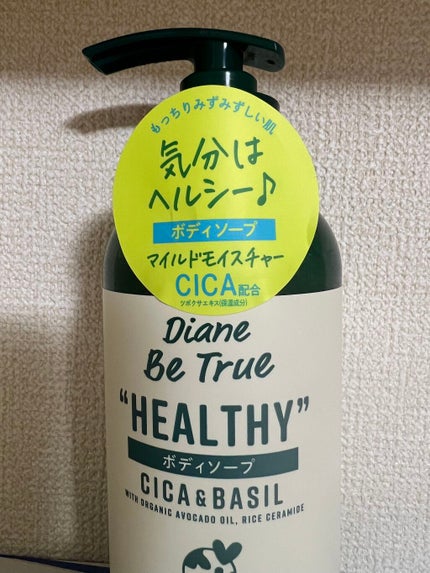 もっちりみずみずしい肌
気分は
ヘルシー♪
ボディソープ
マイルドモイスチャー
CICA配合
ツボクサエキス(保湿成分)
Diane
Be True
"HEALTHY"
ボディソープ
CICA & BASIL
WITH ORGANIC AVOCADO OIL, RICE CERAMIDE